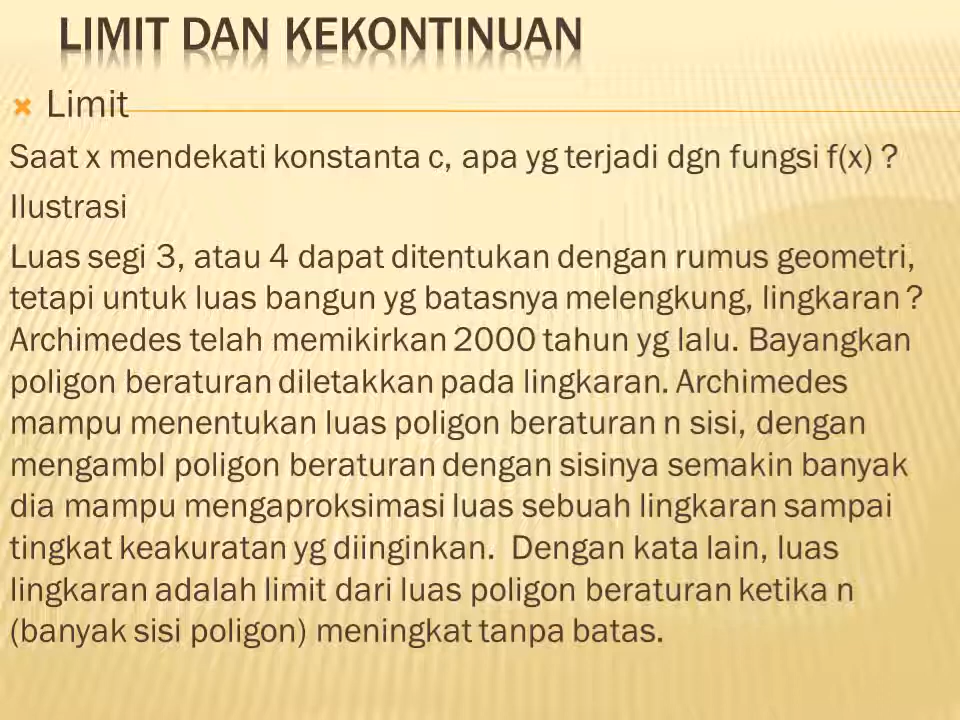 LIMIT DAN KEKONTINUAN
Limit
Saat x mendekati konstanta c, apa yg terjadi dgn fungsi f(x) ?
Ilustrasi
Luas segi 3, atau 4 dapat ditentukan dengan rumus geometri,
tetapi untuk luas bangun yg batasnya melengkung, lingkaran ?
Archimedes telah memikirkan 2000 tahun yg lalu. Bayangkan
poligon beraturan diletakkan pada lingkaran. Archimedes
mampu menentukan luas poligon beraturan n sisi, dengan
mengambl poligon beraturan dengan sisinya semakin banyak
dia mampu mengaproksimasi luas sebuah lingkaran sampai
tingkat keakuratan yg diinginkan. Dengan kata lain, luas
lingkaran adalah limit dari luas poligon beraturan ketika n
(banyak sisi poligon) meningkat tanpa batas.